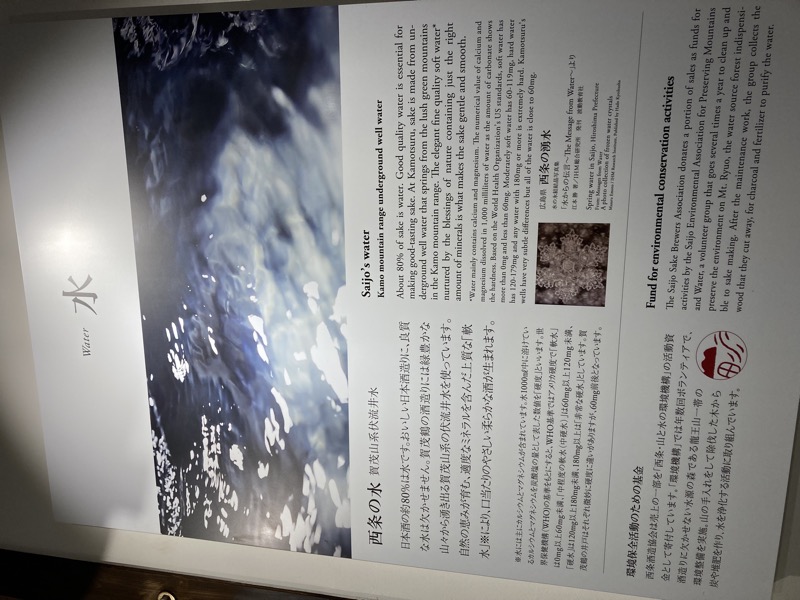 Water 水
西条の水 賀茂山系伏流井水
日本酒の約80%は水です。おいしい日本酒造りに、良質
な水は欠かせません。賀茂鶴の酒造りには緑豊かな
山々から湧き出る賀茂山系の伏流井水を使っています。
自然の恵みが育む、適度なミネラルを含んだ上質な「軟
水」※により、口当たりのやさしい柔らかな酒が生まれます。
※水には主にカルシウムとマグネシウムが含まれています。水1000㎖中に溶けてい
るカルシウムとマグネシウムを炭酸塩の量として表した数値を「硬度」といいます。世
界保健機構(WHO)の基準をもとにすると、WHO基準ではアメリカ硬度で「軟水」
は0mg以上60mg未満、「中程度の軟水(中硬水)」は60mg以上120mg未満、
「硬水」は120mg以上180mg未満、180mg以上は「非常な硬水」としています。賀
茂鶴の井戸はそれぞれ微妙に硬度に違いがありますが、60mg前後となっています。
Saijo's water
Kamo mountain range underground well water
About 80% of sake is water. Good quality water is essential for
making good-tasting sake. At Kamotsuru, sake is made from un-
derground well water that springs from the lush green mountains
in the Kamo mountain range. The elegant fine quality soft water*
nurtured by the blessings of nature containing just the right
amount of minerals is what makes the sake gentle and smooth.
*Water mainly contains calcium and magnesium. The numerical value of calcium and
magnesium dissolved in 1,000 milliliters of water as the amount of carbonate shows
the hardness. Based on the World Health Organization's US standards, soft water has
more than 0mg and less than 60mg. Moderately soft water has 60-119mg, hard water
has 120-179mg and any water with 180mg or more is extremely hard. Kamotsuru's
wells have very subtle differences but all of the water is close to 60mg.
広島県 西条の湧水
水の氷結結晶写真集
「水からの伝言〜The Message from Water〜」より
江本 勝 著/IHM総合研究所 発刊 波動教育社
Spring water in Saijo, Hiroshima Prefecture
From: Messages from Water
A photo collection of frozen water crystals
Masaru Emoto / IHM Research Institute, Published by Hado Kyoikusha
環境保全活動のための基金
西条酒造協会は売上の一部を「西条・山と水の環境機構」の活動資
金として寄付しています。「環境機構」では年数回ボランティアで、
酒造りに欠かせない水源の森である龍王山一帯の
環境整備を実施。山の手入れをして除伐した木から
炭や堆肥を作り、水を浄化する活動に取り組んでいます。
Fund for environmental conservation activities
The Saijo Sake Brewers Association donates a portion of sales as funds for
activities by the Saijo Environmental Association for Preserving Mountains
and Water, a volunteer group that goes several times a year to clean up and
preserve the environment on Mt. Ryuo, the water source forest indispensi-
ble to sake making. After the maintenance work, the group collects the
wood that they cut away, for charcoal and fertilizer to purify the water.